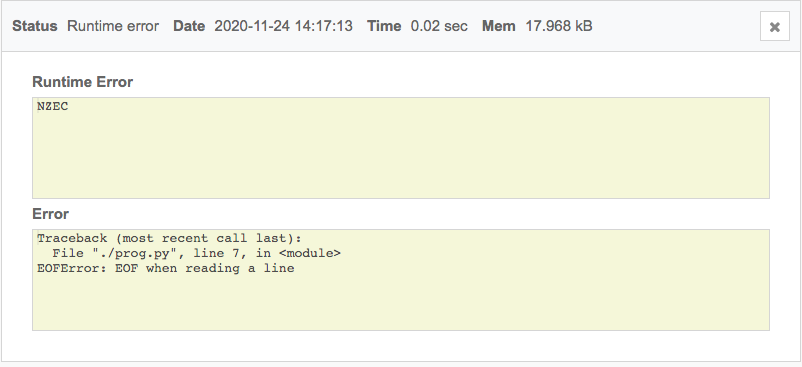 Status Runtime error Date 2020-11-24 14:17:13 Time 0.02 sec Mem 17.968 kB
Runtime Error
NZEC
Error
Traceback (most recent call last):
  File "./prog.py", line 7, in <module>
EOFError: EOF when reading a line